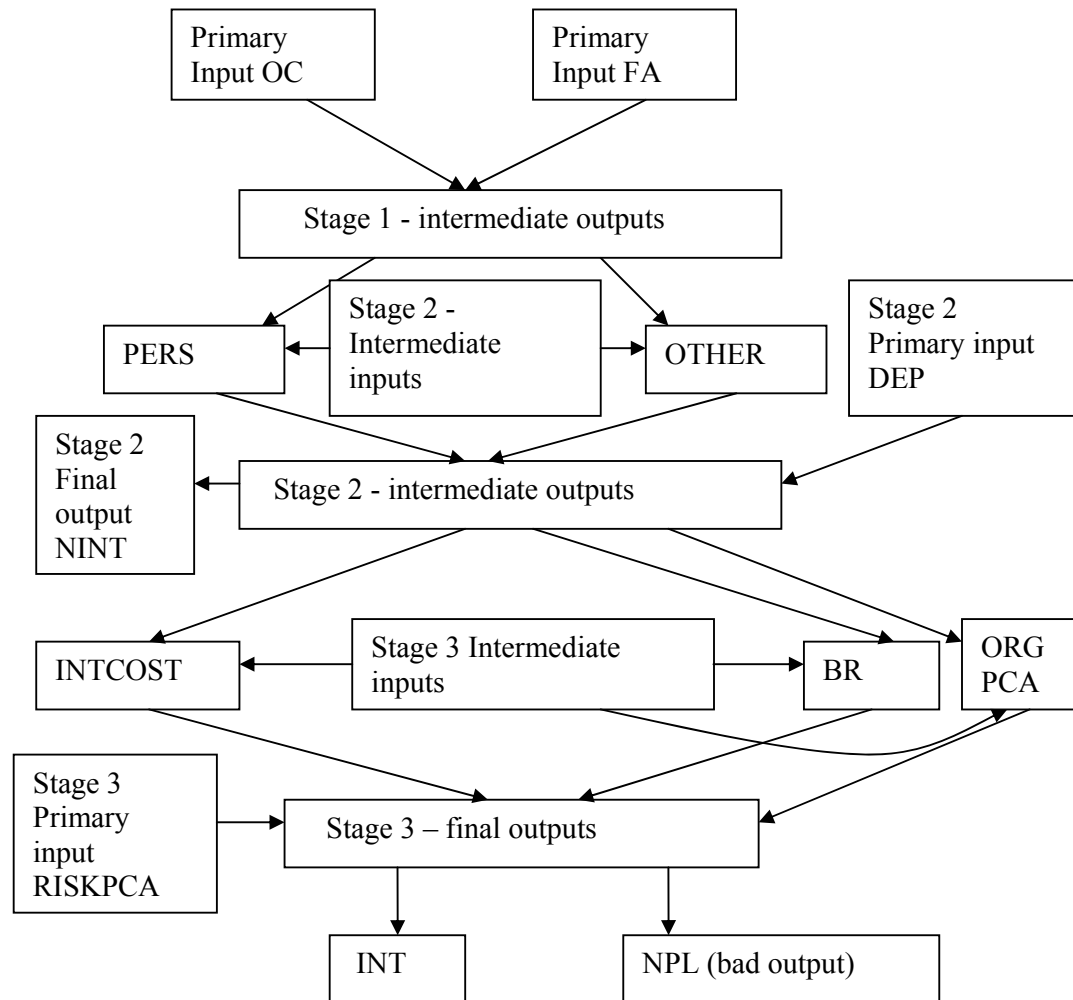 Primary
Input OC
Primary
Input FA
Stage 1 - intermediate outputs
PERS
Stage 2 -
Intermediate
inputs
OTHER
Stage 2
Primary input
DEP
Stage 2
Final
output
NINT
Stage 2 - intermediate outputs
INTCOST
Stage 3 Intermediate
inputs
BR
ORG
PCA
Stage 3
Primary
input
RISKPCA
Stage 3 – final outputs
INT
NPL (bad output)